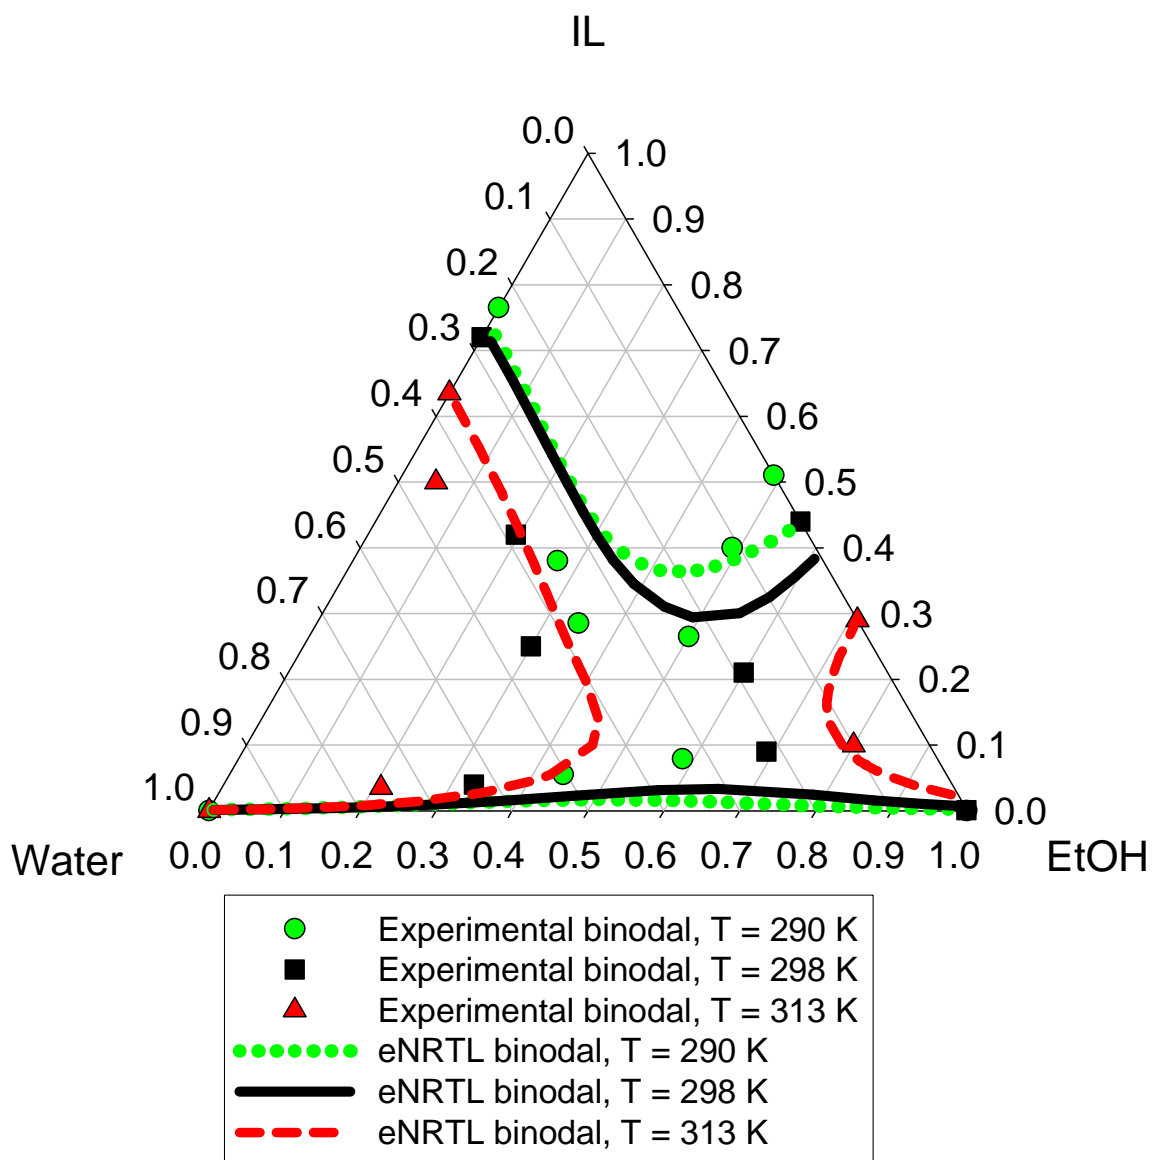 IL
0.0 1.0
0.1 0.9
0.2 0.8
0.3 0.7
0.4 0.6
0.5 0.5
0.6 0.4
0.7 0.3
0.8 0.2
0.9 0.1
1.0 0.0
Water 0.0 0.1 0.2 0.3 0.4 0.5 0.6 0.7 0.8 0.9 1.0 EtOH
Experimental binodal, T = 290 K
Experimental binodal, T = 298 K
Experimental binodal, T = 313 K
eNRTL binodal, T = 290 K
eNRTL binodal, T = 298 K
eNRTL binodal, T = 313 K